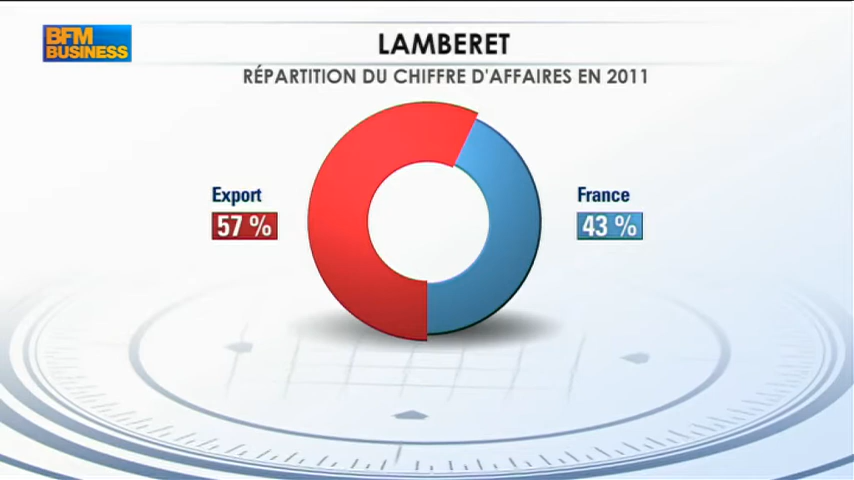 BFM
BUSINESS
LAMBERET
RÉPARTITION DU CHIFFRE D'AFFAIRES EN 2011
Export
57 %
France
43 %